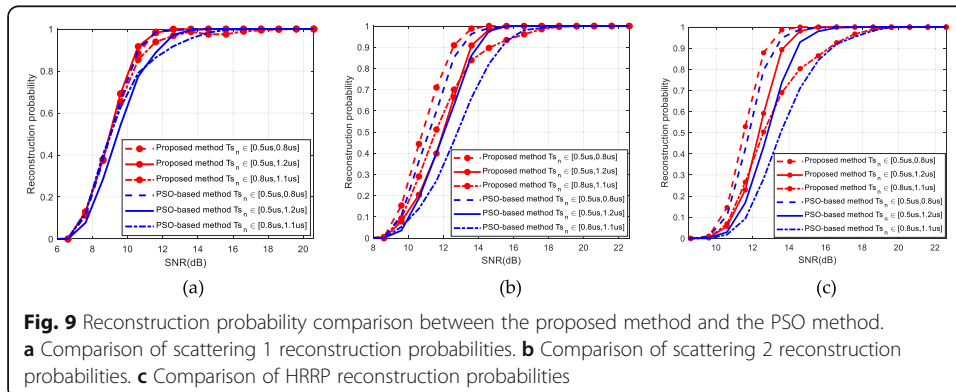 Reconstruction probability
1
0.9
0.8
0.7
0.6
0.5
0.4
0.3
0.2
0.1
0
Proposed method Ts_n ∈ [0.5us,0.8us]
Proposed method Ts_n ∈ [0.5us,1.2us]
Proposed method Ts_n ∈ [0.8us,1.1us]
PSO-based method Ts_n ∈ [0.5us,0.8us]
PSO-based method Ts_n ∈ [0.5us,1.2us]
PSO-based method Ts_n ∈ [0.8us,1.1us]
6 8 10 12 14 16 18 20
SNR(dB)
(a)
Reconstruction probability
1
0.9
0.8
0.7
0.6
0.5
0.4
0.3
0.2
0.1
0
Proposed method Ts_n ∈ [0.5us,0.8us]
Proposed method Ts_n ∈ [0.5us,1.2us]
Proposed method Ts_n ∈ [0.8us,1.1us]
PSO-based method Ts_n ∈ [0.5us,0.8us]
PSO-based method Ts_n ∈ [0.5us,1.2us]
PSO-based method Ts_n ∈ [0.8us,1.1us]
8 10 12 14 16 18 20 22
SNR(dB)
(b)
Reconstruction probability
1
0.9
0.8
0.7
0.6
0.5
0.4
0.3
0.2
0.1
0
Proposed method Ts_n ∈ [0.5us,0.8us]
Proposed method Ts_n ∈ [0.5us,1.2us]
Proposed method Ts_n ∈ [0.8us,1.1us]
PSO-based method Ts_n ∈ [0.5us,0.8us]
PSO-based method Ts_n ∈ [0.5us,1.2us]
PSO-based method Ts_n ∈ [0.8us,1.1us]
10 12 14 16 18 20 22
SNR(dB)
(c)
Fig. 9 Reconstruction probability comparison between the proposed method and the PSO method.
a Comparison of scattering 1 reconstruction probabilities. b Comparison of scattering 2 reconstruction
probabilities. c Comparison of HRRP reconstruction probabilities